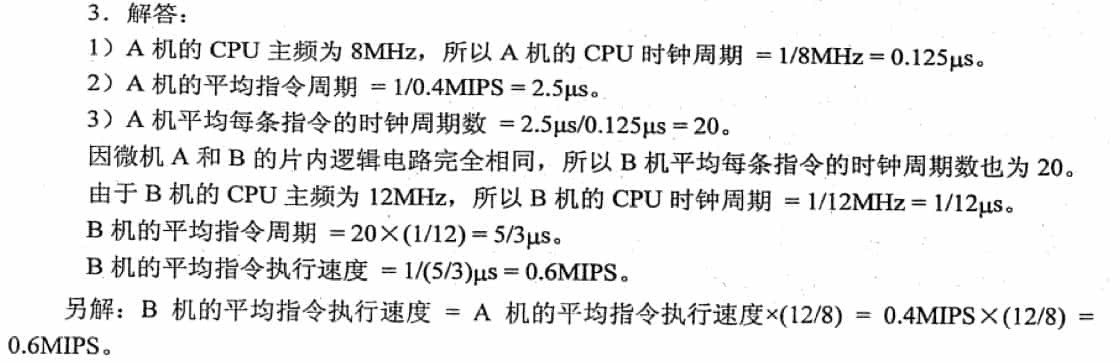 3．解答：
1）A 机的 CPU 主频为 8MHz，所以 A 机的 CPU 时钟周期 = 1/8MHz = 0.125μs。
2）A 机的平均指令周期 = 1/0.4MIPS = 2.5μs。
3）A 机平均每条指令的时钟周期数 = 2.5μs/0.125μs = 20。
因微机 A 和 B 的片内逻辑电路完全相同，所以 B 机平均每条指令的时钟周期数也为 20。
由于 B 机的 CPU 主频为 12MHz，所以 B 机的 CPU 时钟周期 = 1/12MHz = 1/12μs。
B 机的平均指令周期 = 20×(1/12) = 5/3μs。
B 机的平均指令执行速度 = 1/(5/3)μs = 0.6MIPS。
另解：B 机的平均指令执行速度 = A 机的平均指令执行速度×(12/8) = 0.4MIPS×(12/8) =
0.6MIPS。